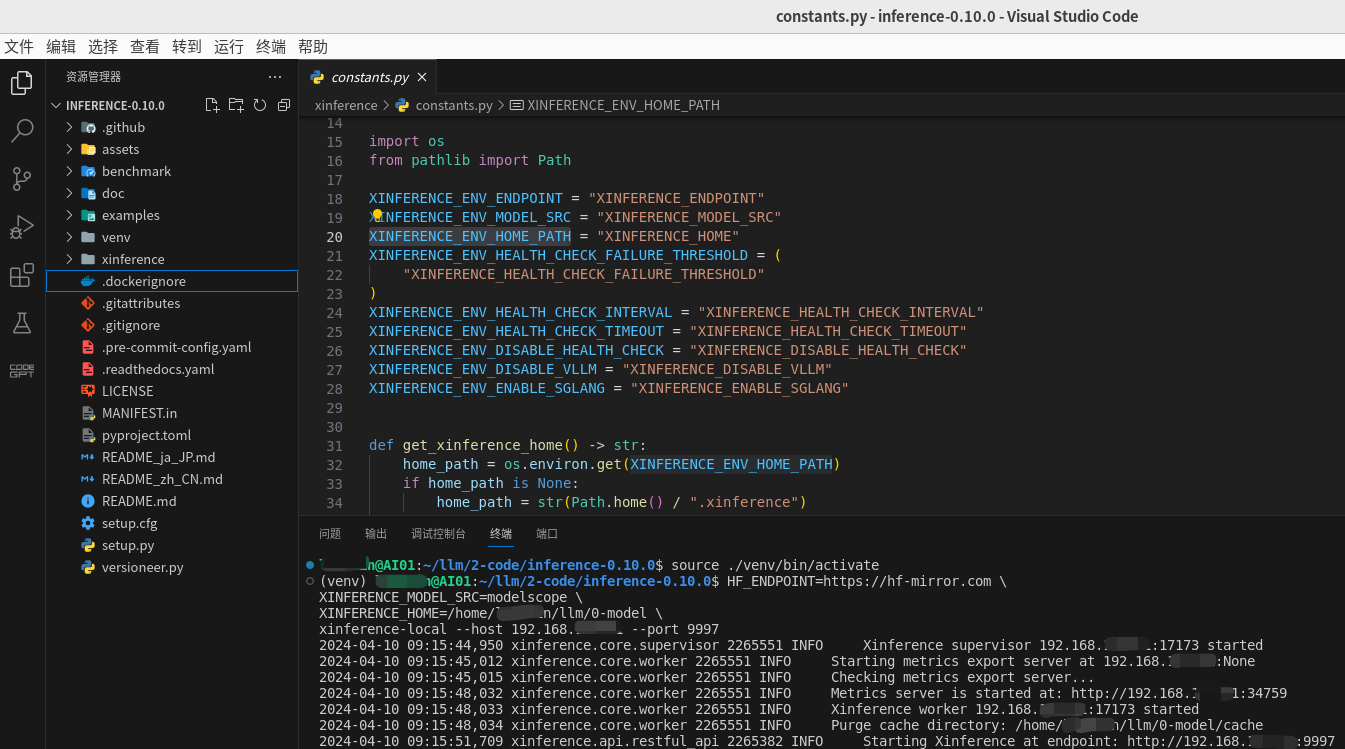 constants.py - inference-0.10.0 - Visual Studio Code
文件 编辑 选择 查看 转到 运行 终端 帮助
资源管理器 ...
INFERENCE-0.10.0
.github
assets
benchmark
doc
examples
venv
xinference
.dockerignore
.gitattributes
.gitignore
.pre-commit-config.yaml
.readthedocs.yaml
LICENSE
MANIFEST.in
pyproject.toml
README_ja_JP.md
README_zh_CN.md
README.md
setup.cfg
setup.py
versioneer.py
CODE
GPT
constants.py
xinference > constants.py > XINFERENCE_ENV_HOME_PATH
14
15 import os
16 from pathlib import Path
17
18 XINFERENCE_ENV_ENDPOINT = "XINFERENCE_ENDPOINT"
19 XINFERENCE_ENV_MODEL_SRC = "XINFERENCE_MODEL_SRC"
20 XINFERENCE_ENV_HOME_PATH = "XINFERENCE_HOME"
21 XINFERENCE_ENV_HEALTH_CHECK_FAILURE_THRESHOLD = (
22 "XINFERENCE_HEALTH_CHECK_FAILURE_THRESHOLD"
23 )
24 XINFERENCE_ENV_HEALTH_CHECK_INTERVAL = "XINFERENCE_HEALTH_CHECK_INTERVAL"
25 XINFERENCE_ENV_HEALTH_CHECK_TIMEOUT = "XINFERENCE_HEALTH_CHECK_TIMEOUT"
26 XINFERENCE_ENV_DISABLE_HEALTH_CHECK = "XINFERENCE_DISABLE_HEALTH_CHECK"
27 XINFERENCE_ENV_DISABLE_VLLM = "XINFERENCE_DISABLE_VLLM"
28 XINFERENCE_ENV_ENABLE_SGLANG = "XINFERENCE_ENABLE_SGLANG"
29
30
31 def get_xinference_home() -> str:
32 home_path = os.environ.get(XINFERENCE_ENV_HOME_PATH)
33 if home_path is None:
34 home_path = str(Path.home() / ".xinference")
问题 输出 调试控制台 终端 端口
n@AI01:~/llm/2-code/inference-0.10.0$ source ./venv/bin/activate
(venv) n@AI01:~/llm/2-code/inference-0.10.0$ HF_ENDPOINT=https://hf-mirror.com \
XINFERENCE_MODEL_SRC=modelscope \
XINFERENCE_HOME=/home/ n/llm/0-model \
xinference-local --host 192.168. --port 9997
2024-04-10 09:15:44,950 xinference.core.supervisor 2265551 INFO Xinference supervisor 192.168. :17173 started
2024-04-10 09:15:45,012 xinference.core.worker 2265551 INFO Starting metrics export server at 192.168. :None
2024-04-10 09:15:45,015 xinference.core.worker 2265551 INFO Checking metrics export server...
2024-04-10 09:15:48,032 xinference.core.worker 2265551 INFO Metrics server is started at: http://192.168. 1:34759
2024-04-10 09:15:48,033 xinference.core.worker 2265551 INFO Xinference worker 192.168. :17173 started
2024-04-10 09:15:48,034 xinference.core.worker 2265551 INFO Purge cache directory: /home/ n/llm/0-model/cache
2024-04-10 09:15:51,709 xinference.api.restful_api 2265382 INFO Starting Xinference at endpoint: http://192.168. :9997